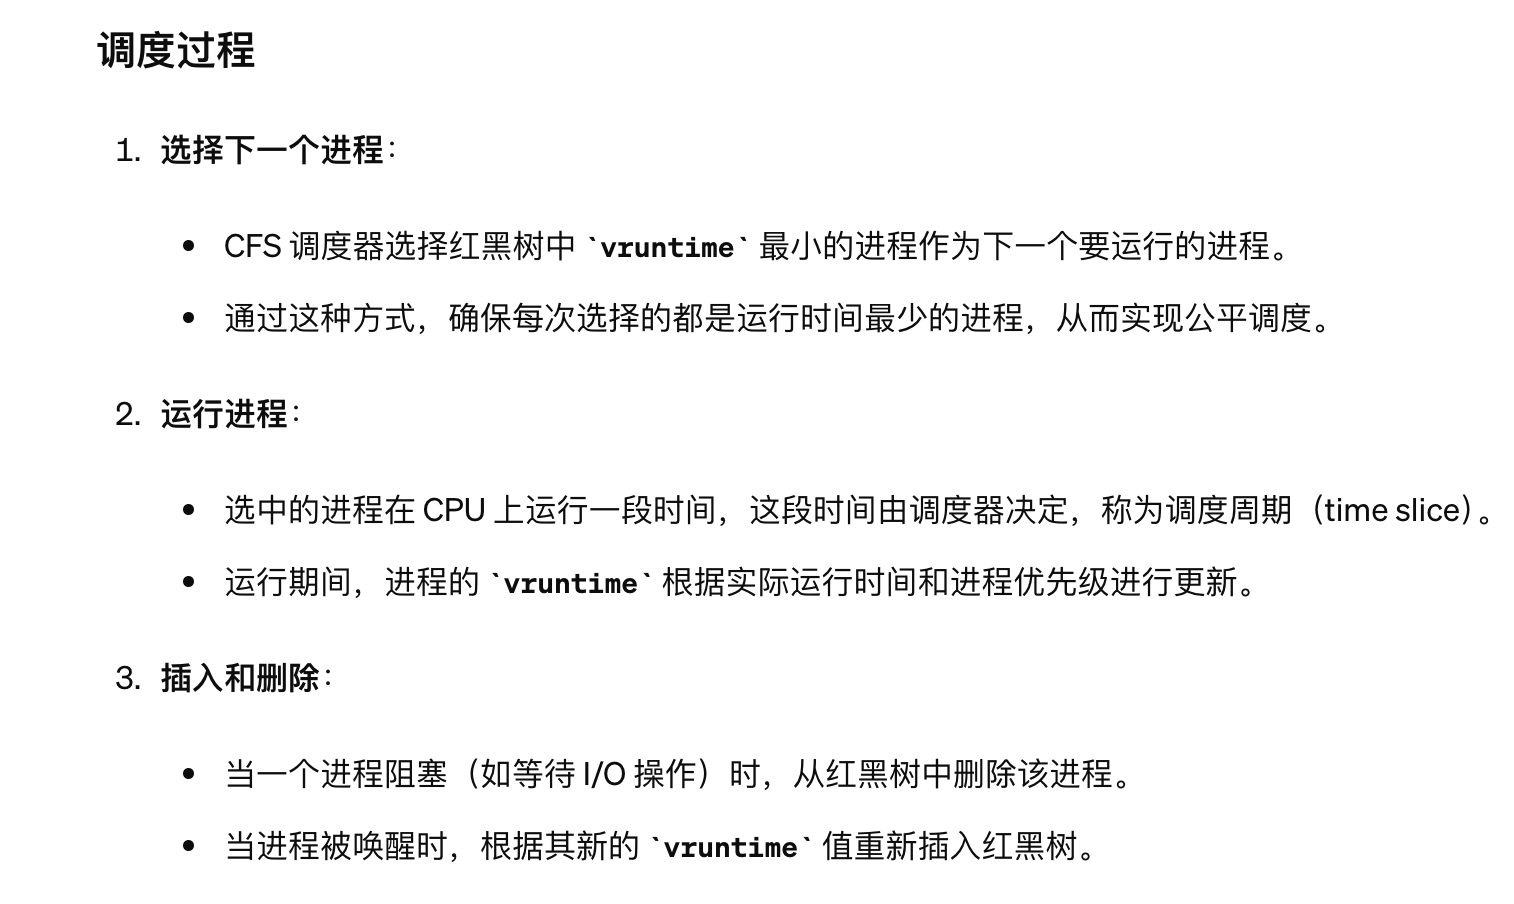 调度过程
1. 选择下一个进程：
• CFS 调度器选择红黑树中 `vruntime` 最小的进程作为下一个要运行的进程。
• 通过这种方式，确保每次选择的都是运行时间最少的进程，从而实现公平调度。
2. 运行进程：
• 选中的进程在 CPU 上运行一段时间，这段时间由调度器决定，称为调度周期（time slice）。
• 运行期间，进程的 `vruntime` 根据实际运行时间和进程优先级进行更新。
3. 插入和删除：
• 当一个进程阻塞（如等待 I/O 操作）时，从红黑树中删除该进程。
• 当进程被唤醒时，根据其新的 `vruntime` 值重新插入红黑树。